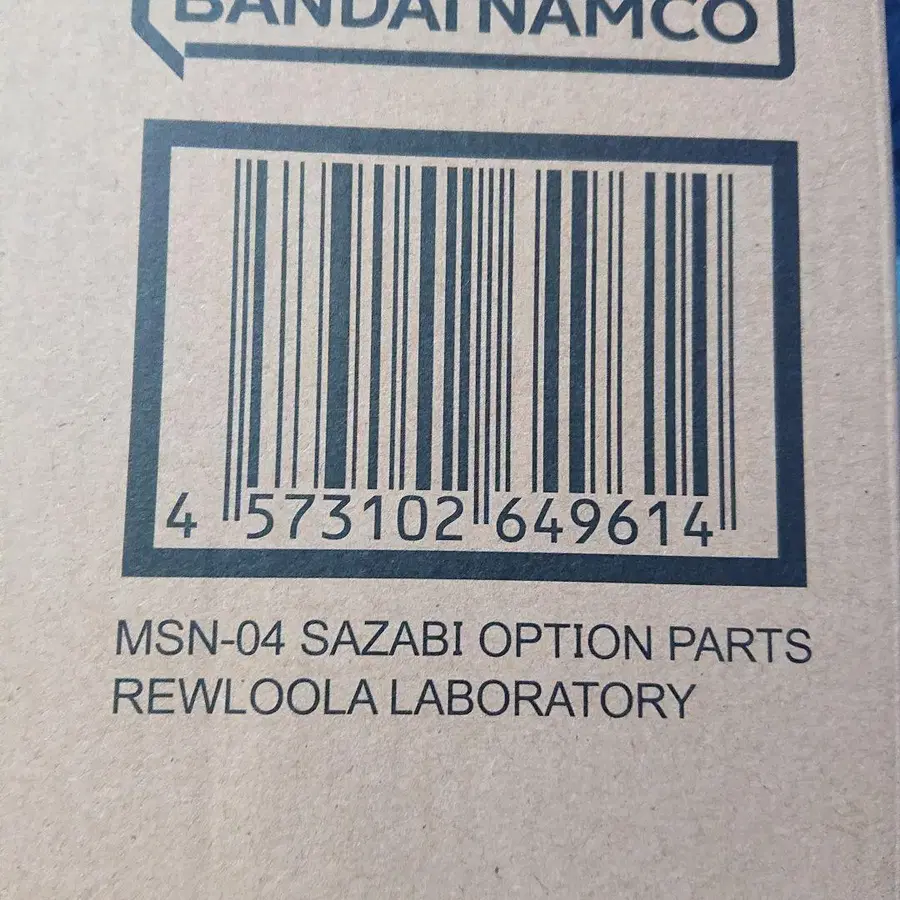 BANDAI NAMCO
4 573102 649614
MSN-04 SAZABI OPTION PARTS
REWLOOLA LABORATORY